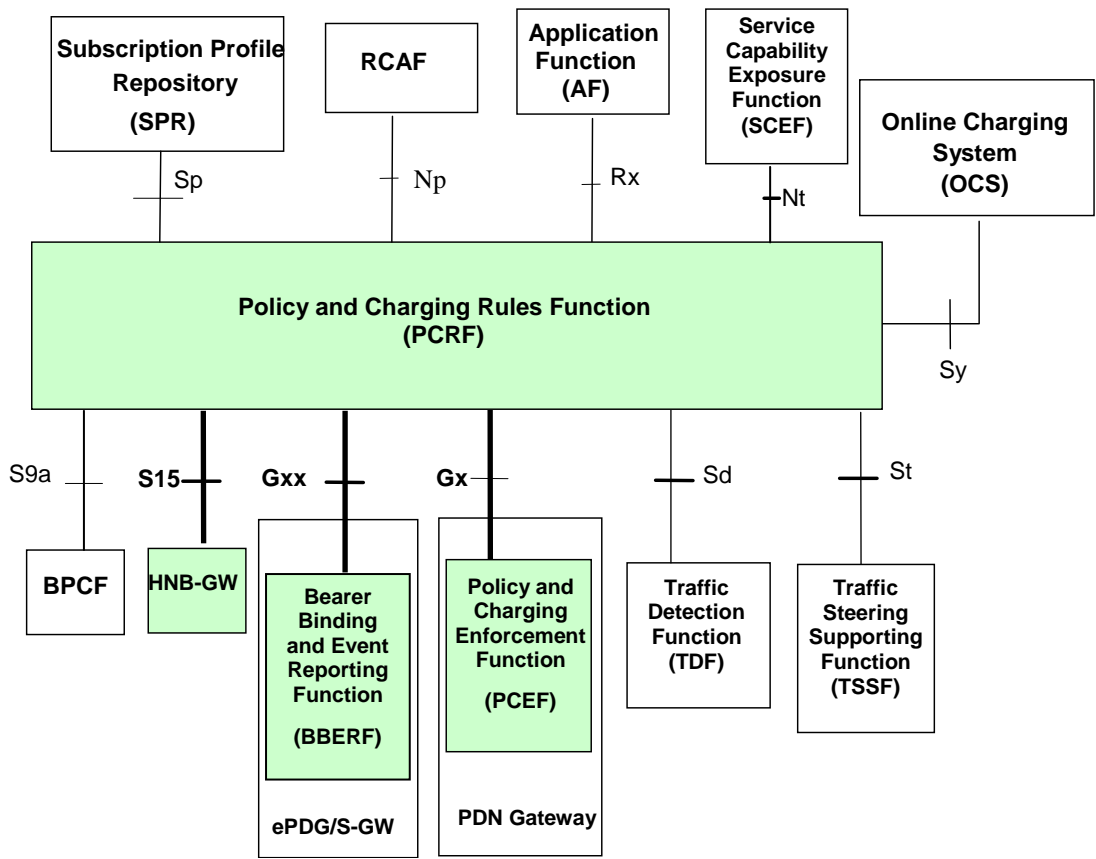 Subscription Profile
Repository
(SPR)
RCAF
Application
Function
(AF)
Service
Capability
Exposure
Function
(SCEF)
Online Charging
System
(OCS)
Sp
Np
Rx
Nt
Policy and Charging Rules Function
(PCRF)
Sy
S9a
S15
Gxx
Gx
Sd
St
BPCF
HNB-GW
Bearer
Binding
and Event
Reporting
Function
(BBERF)
ePDG/S-GW
Policy and
Charging
Enforcement
Function
(PCEF)
PDN Gateway
Traffic
Detection
Function
(TDF)
Traffic
Steering
Supporting
Function
(TSSF)